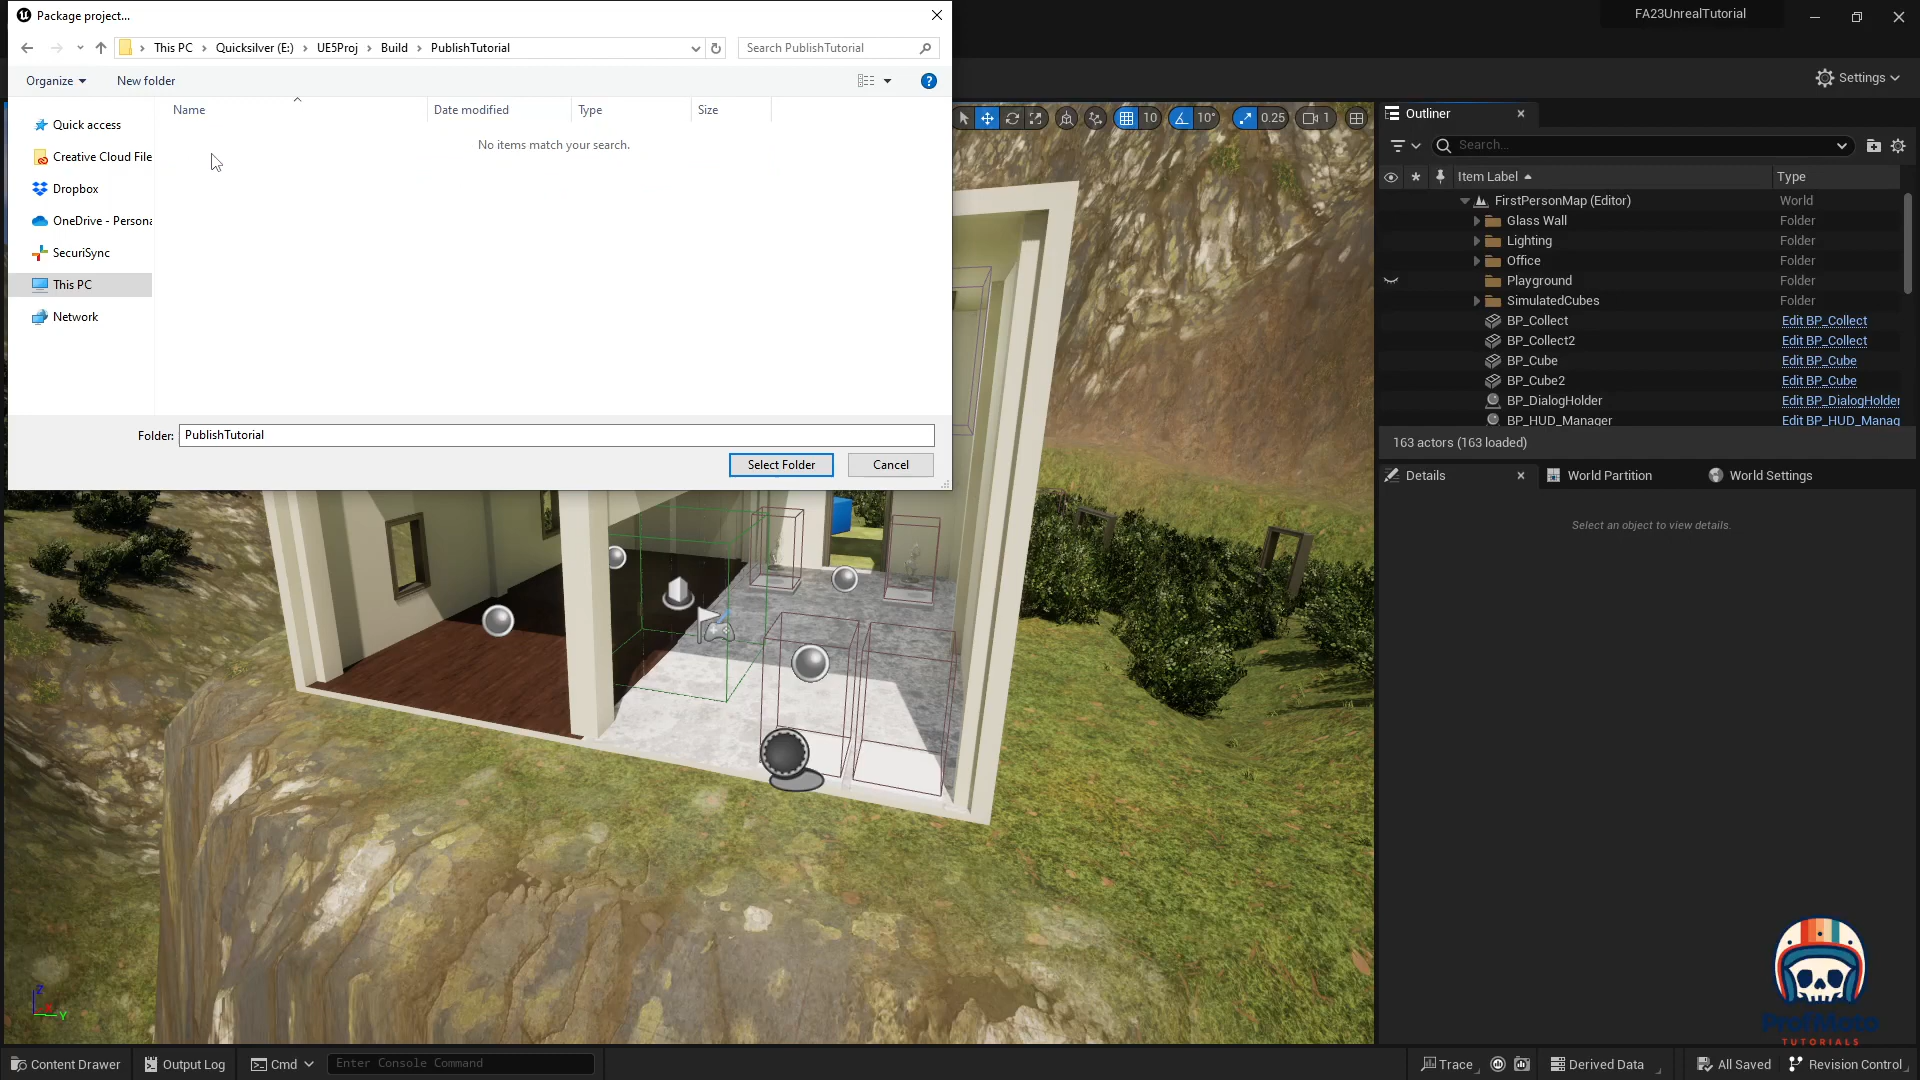 Package project...
FA23UnrealTutorial
This PC
Quicksilver (E:)
UE5Proj
Build
PublishTutorial
Search PublishTutorial
Organize
New folder
Settings
Name
Date modified
Type
Size
No items match your search.
Quick access
Creative Cloud File
Dropbox
OneDrive - Persona
SecuriSync
This PC
Network
Folder:
PublishTutorial
Select Folder
Cancel
10
10°
0.25
1
Outliner
Search...
Item Label
Type
FirstPersonMap (Editor)
World
Glass Wall
Folder
Lighting
Folder
Office
Folder
Playground
Folder
SimulatedCubes
Folder
BP_Collect
Edit BP_Collect
BP_Collect2
Edit BP_Collect
BP_Cube
Edit BP_Cube
BP_Cube2
Edit BP_Cube
BP_DialogHolder
Edit BP_DialogHolder
BP_HUD_Manager
Edit BP_HUD_Manag
163 actors (163 loaded)
Details
World Partition
World Settings
Select an object to view details.
Z
Y
ProfMoto
TUTORIALS
Content Drawer
Output Log
Cmd
Enter Console Command
Trace
Derived Data
All Saved
Revision Control